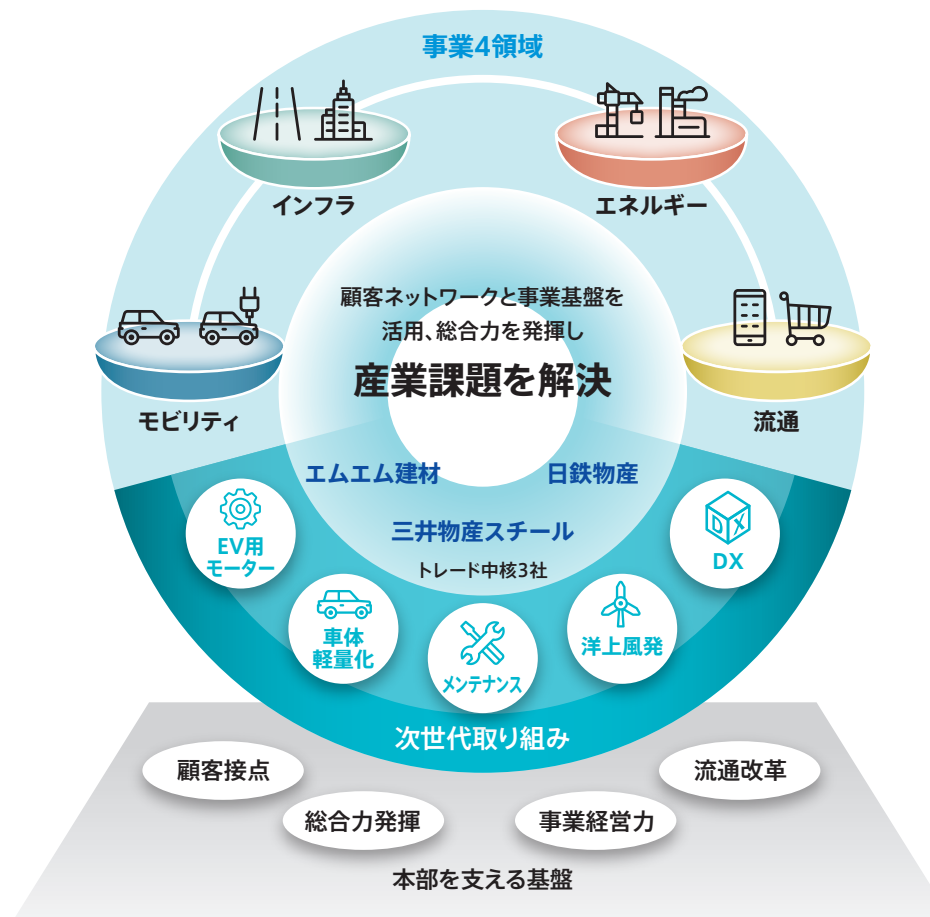 事業4領域
インフラ
エネルギー
モビリティ
流通
顧客ネットワークと事業基盤を
活用、総合力を発揮し
産業課題を解決
エムエム建材
日鉄物産
三井物産スチール
トレード中核3社
EV用
モーター
車体
軽量化
メンテナンス
洋上風発
DX
DX
次世代取り組み
顧客接点
総合力発揮
事業経営力
流通改革
本部を支える基盤